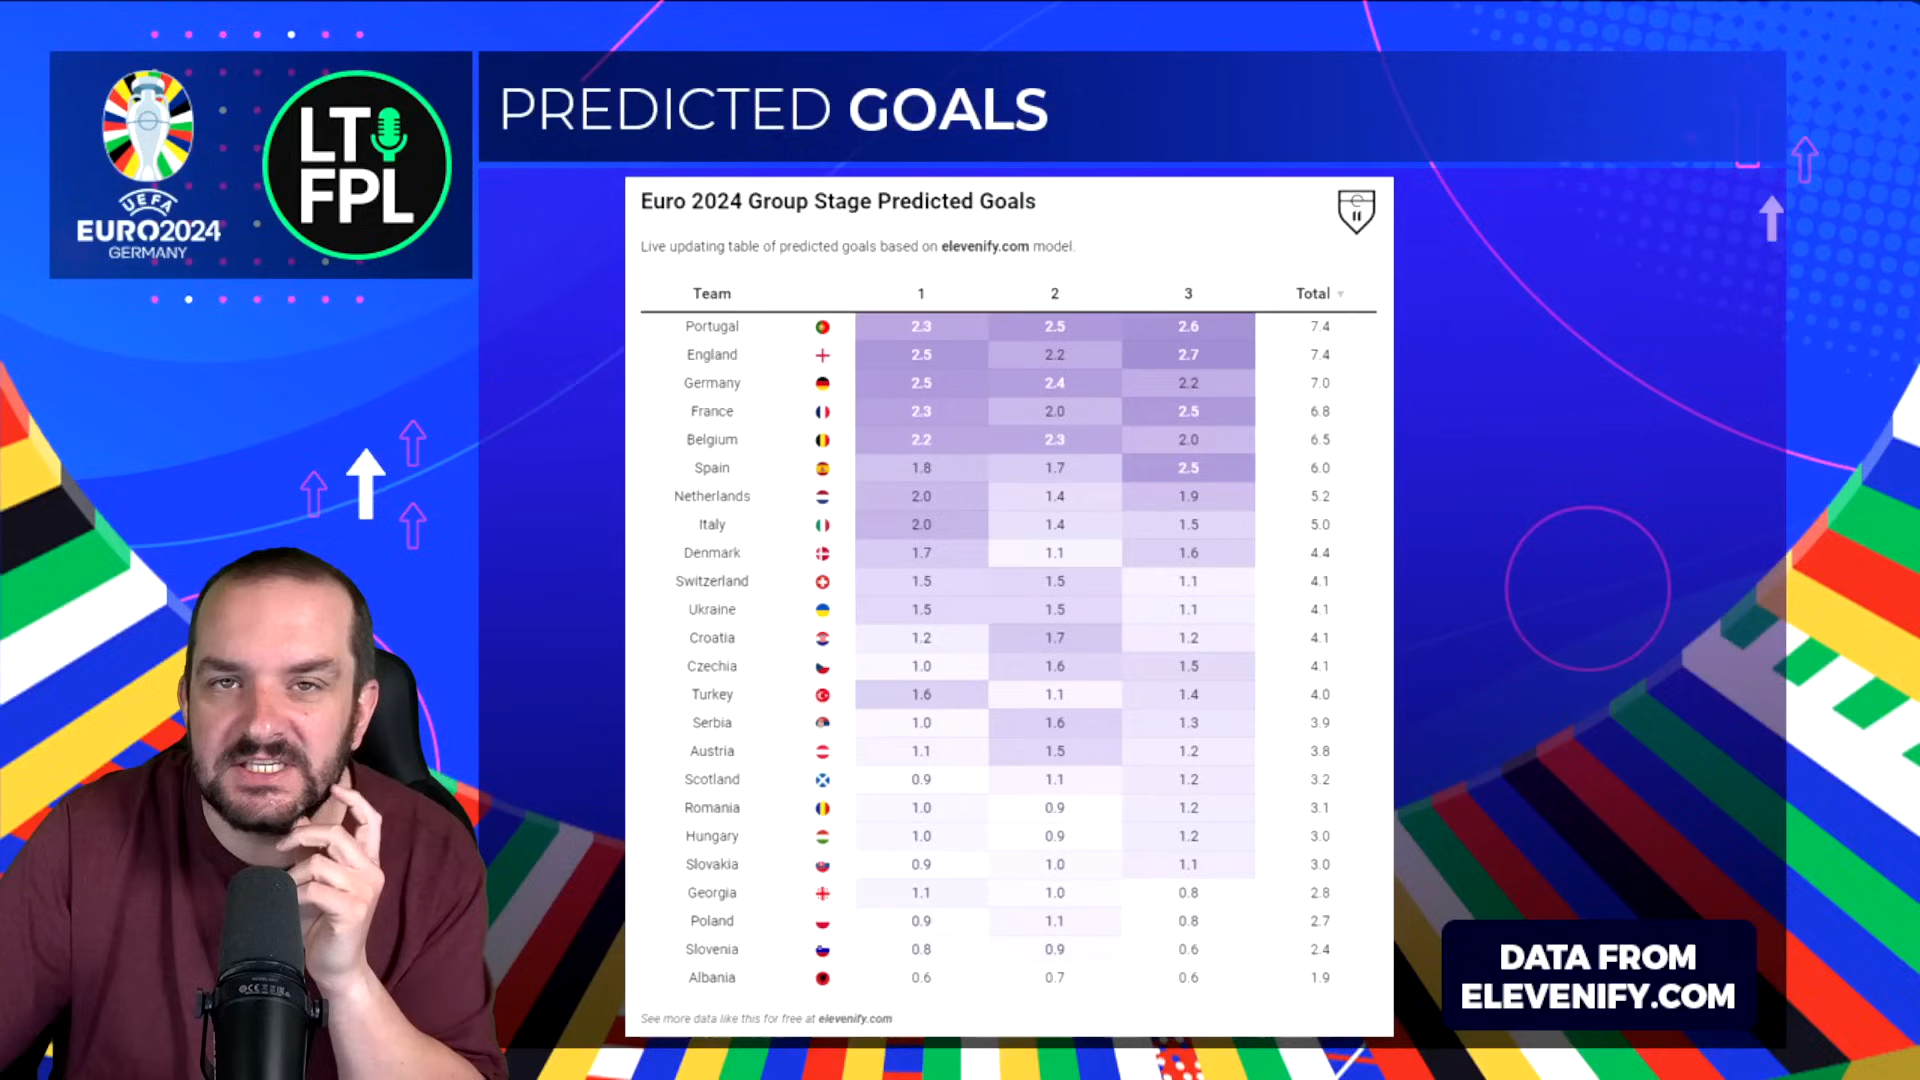 UEFA
EURO2024
GERMANY
LT
FPL
PREDICTED GOALS
Euro 2024 Group Stage Predicted Goals
Live updating table of predicted goals based on elevenify.com model.
Team 1 2 3 Total
Portugal 2.3 2.5 2.6 7.4
England 2.5 2.2 2.7 7.4
Germany 2.5 2.4 2.2 7.0
France 2.3 2.0 2.5 6.8
Belgium 2.2 2.3 2.0 6.5
Spain 1.8 1.7 2.5 6.0
Netherlands 2.0 1.4 1.9 5.2
Italy 2.0 1.4 1.5 5.0
Denmark 1.7 1.1 1.6 4.4
Switzerland 1.5 1.5 1.1 4.1
Ukraine 1.5 1.5 1.1 4.1
Croatia 1.2 1.7 1.2 4.1
Czechia 1.0 1.6 1.5 4.1
Turkey 1.6 1.1 1.4 4.0
Serbia 1.0 1.6 1.3 3.9
Austria 1.1 1.5 1.2 3.8
Scotland 0.9 1.1 1.2 3.2
Romania 1.0 0.9 1.2 3.1
Hungary 1.0 0.9 1.2 3.0
Slovakia 0.9 1.0 1.1 3.0
Georgia 1.1 1.0 0.8 2.8
Poland 0.9 1.1 0.8 2.7
Slovenia 0.8 0.9 0.6 2.4
Albania 0.6 0.7 0.6 1.9
See more data like this for free at elevenify.com
DATA FROM
ELEVENIFY.COM